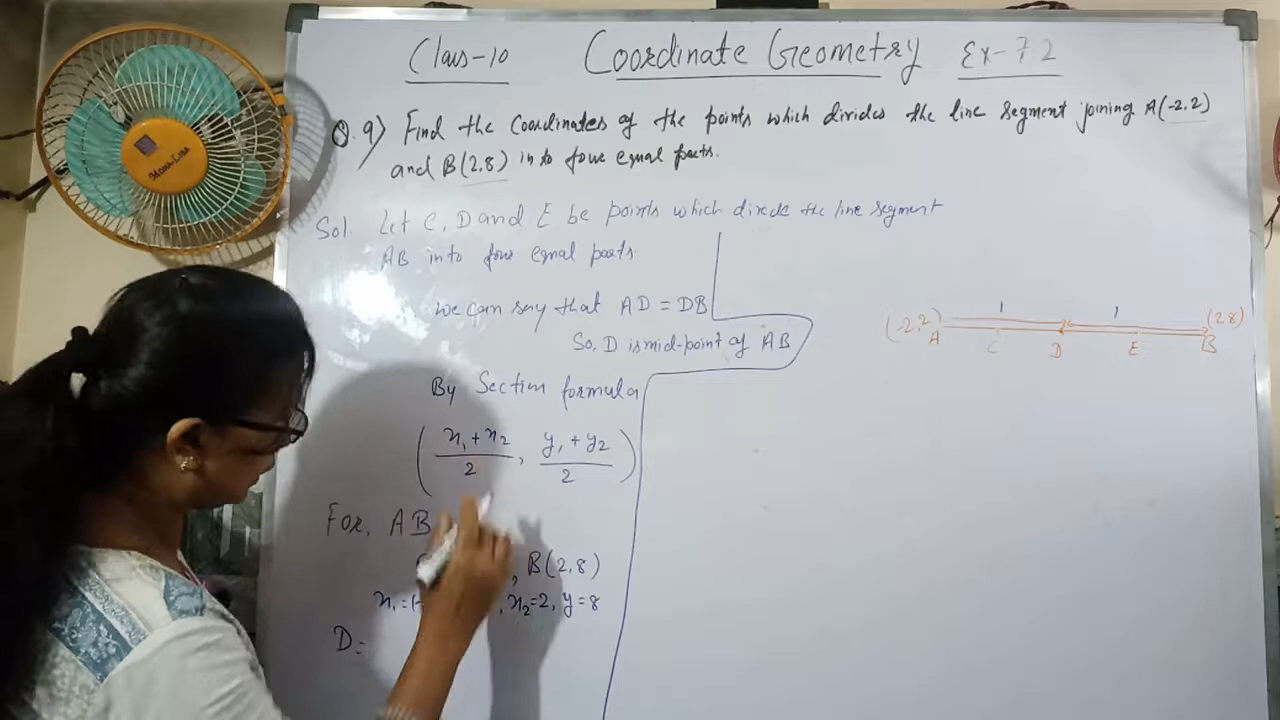 Class-10 Coordinate Geometry Ex-7.2
Q.9) Find the coordinates of the points which divides the line segment joining A(-2,2)
and B(2,8) in to four equal parts.
Sol. Let C, D and E be points which divide the line segment
AB in to four equal parts
we can say that AD = DB
So, D is mid-point of AB
By Section formula
( x₁ + x₂ / 2 , y₁ + y₂ / 2 )
For, AB
, B(2,8)
x₁ = (- , x₂ = 2, y = 8
D =
1 1
(-2,2) (2 8)
A C D E B
MONALISA